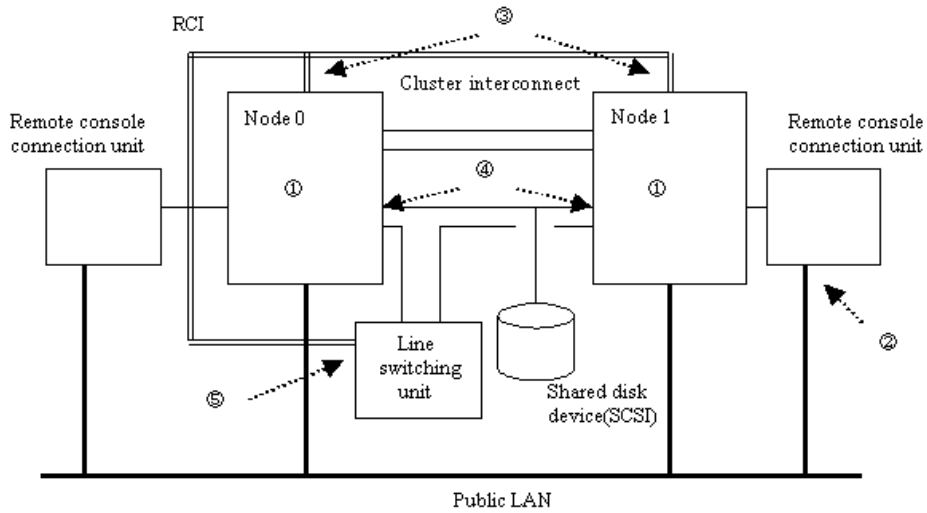 RCI
③
Cluster interconnect
Node 0
Node 1
Remote console
connection unit
Remote console
connection unit
①
④
①
②
Line
switching
unit
⑤
Shared disk
device(SCSI)
Public LAN